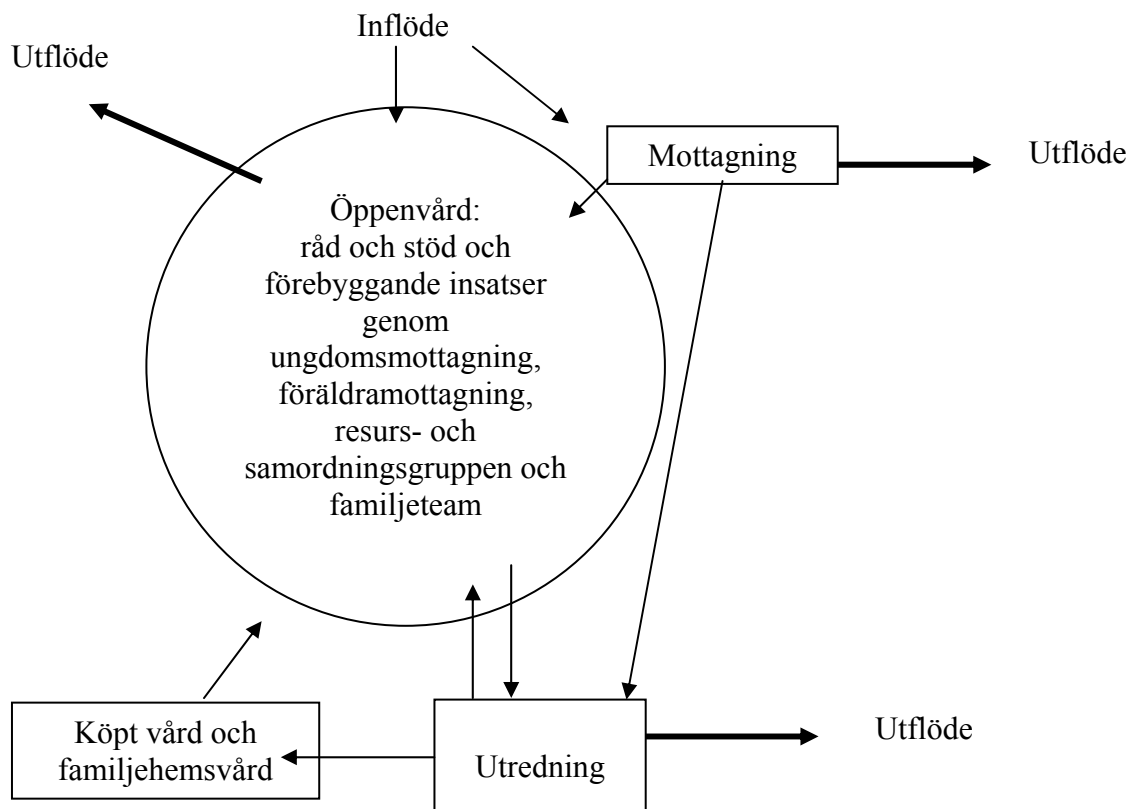 Inflöde
Utflöde
Mottagning
Utflöde
Öppenvård:
råd och stöd och
förebyggande insatser
genom
ungdomsmottagning,
föräldramottagning,
resurs- och
samordningsgruppen och
familjeteam
Köpt vård och
familjehemsvård
Utredning
Utflöde